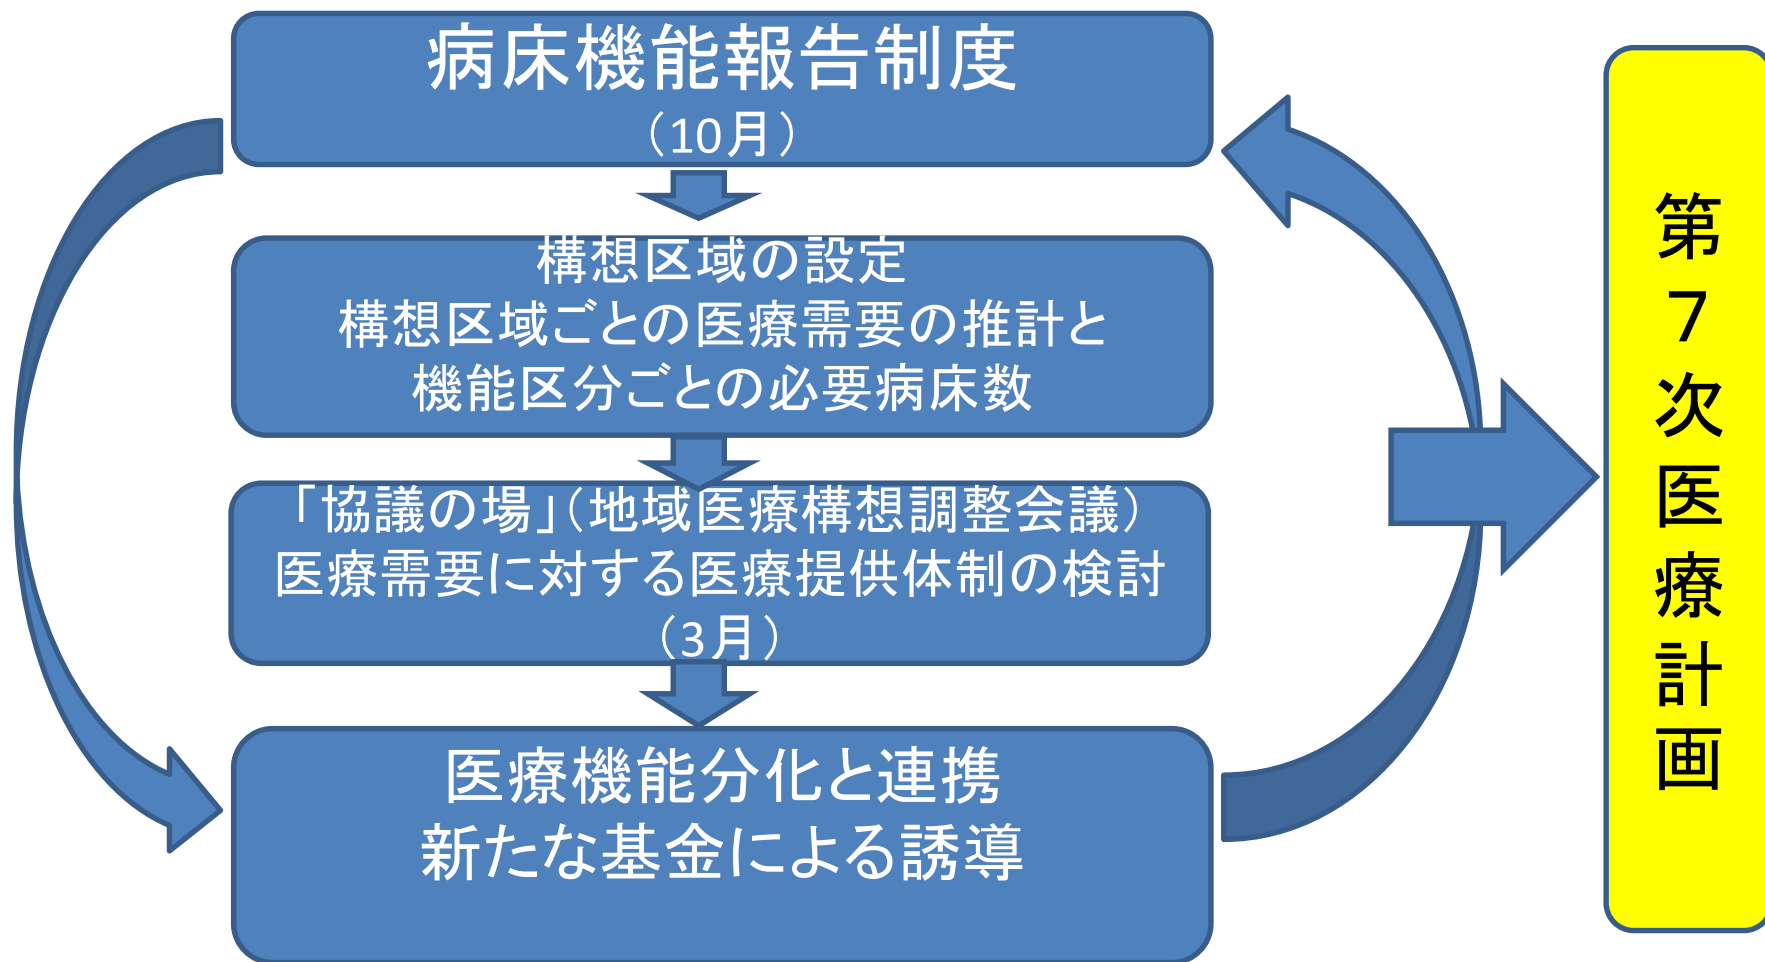 病床機能報告制度
（10月）
構想区域の設定
構想区域ごとの医療需要の推計と
機能区分ごとの必要病床数
「協議の場」（地域医療構想調整会議）
医療需要に対する医療提供体制の検討
（3月）
医療機能分化と連携
新たな基金による誘導
第7次医療計画